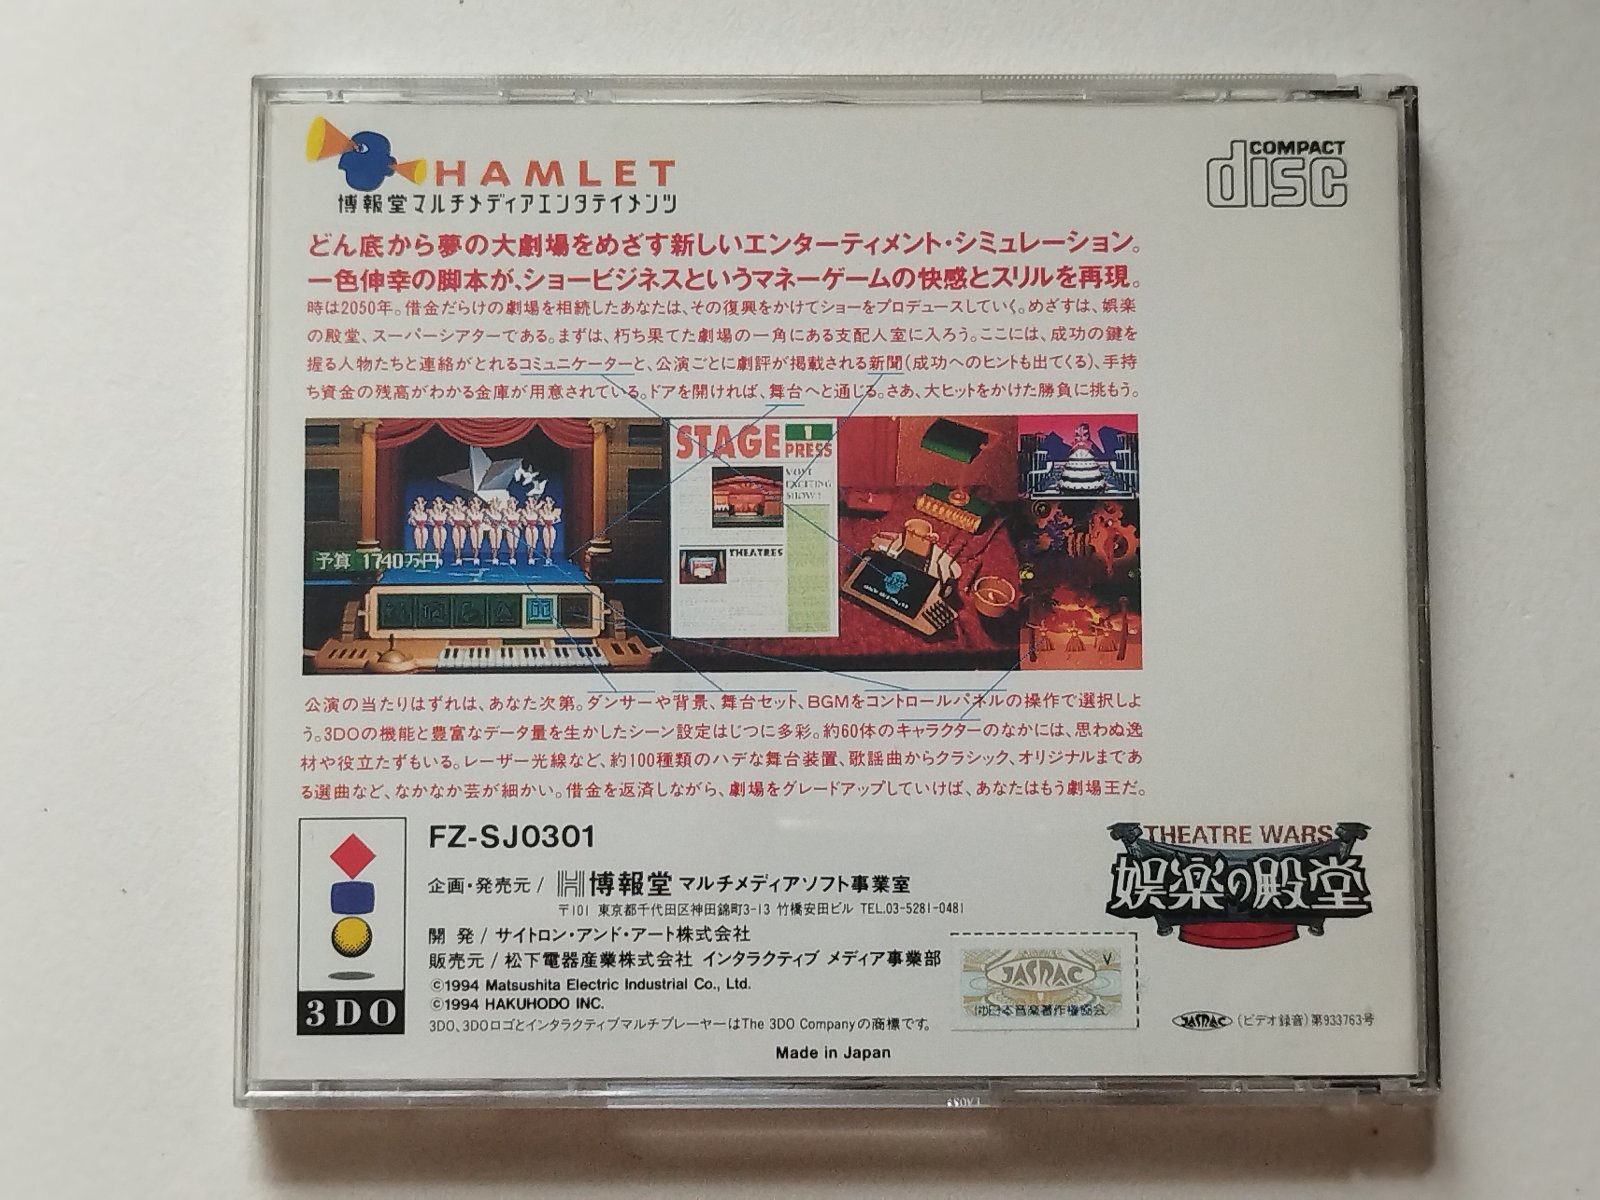 HAMLET
博報堂マルチメディアエンタテイメンツ
COMPACT
disc
どん底から夢の大劇場をめざす新しいエンターティメント・シミュレーション。
一色伸幸の脚本が、ショービジネスというマネーゲームの快感とスリルを再現。
時は2050年。借金だらけの劇場を相続したあなたは、その復興をかけてショーをプロデュースしていく。めざすは、娯楽
の殿堂、スーパーシアターである。まずは、朽ち果てた劇場の一角にある支配人室に入ろう。ここには、成功の鍵を
握る人物たちと連絡がとれるコミュニケーターと、公演ごとに劇評が掲載される新聞(成功へのヒントも出てくる)、手持
ち資金の残高がわかる金庫が用意されている。ドアを開ければ、舞台へと通じる。さあ、大ヒットをかけた勝負に挑もう。
STAGE 1 PRESS
MOST
EXCITING
SHOW!!
THEATRES
予算 1740万円
公演の当たりはずれは、あなた次第。ダンサーや背景、舞台セット、BGMをコントロールパネルの操作で選択しよ
う。3DOの機能と豊富なデータ量を生かしたシーン設定はじつに多彩。約60体のキャラクターのなかには、思わぬ逸
材や役立たずもいる。レーザー光線など、約100種類のハデな舞台装置、歌謡曲からクラシック、オリジナルまであ
る選曲など、なかなか芸が細かい。借金を返済しながら、劇場をグレードアップしていけば、あなたはもう劇場王だ。
3DO
FZ-SJ0301
企画・発売元/博報堂 マルチメディアソフト事業室
〒101 東京都千代田区神田錦町3-13 竹橋安田ビル TEL.03-5281-0481
開 発/サイトロン・アンド・アート株式会社
販売元/松下電器産業株式会社 インタラクティブ メディア事業部
©1994 Matsushita Electric Industrial Co., Ltd.
©1994 HAKUHODO INC.
3DO、3DOロゴとインタラクティブマルチプレーヤーはThe 3DO Companyの商標です。
Made in Japan
THEATRE WARS
娯楽の殿堂
JASRAC
V
(社)日本音楽著作権協会
JASRAC (ビデオ録音)第933763号